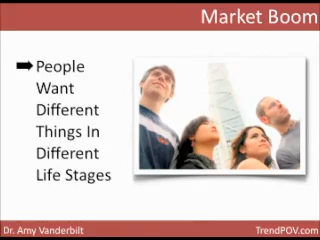 Market Boom
People
Want
Different
Things In
Different
Life Stages
Dr. Amy Vanderbilt
TrendPOV.com